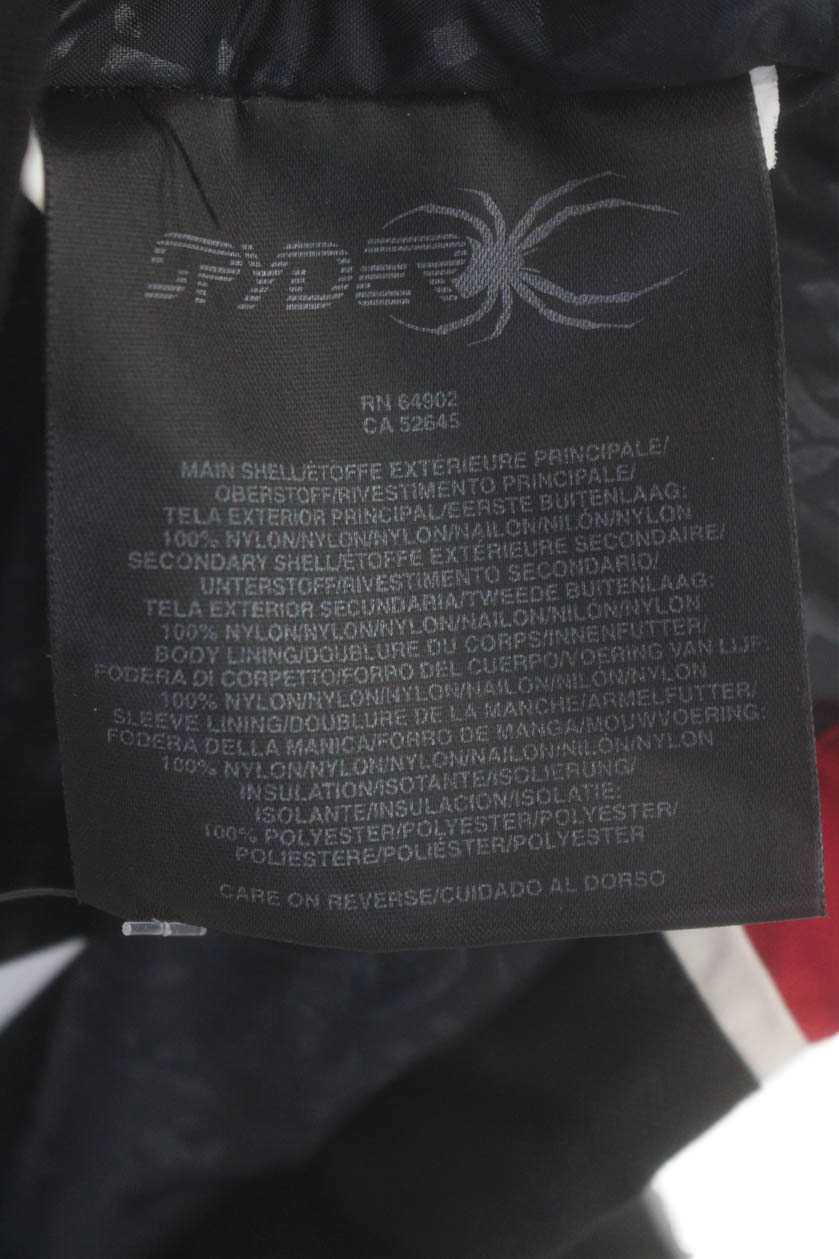 SPYDER
RN 64902
CA 52645
MAIN SHELL/ÉTOFFE EXTÉRIEURE PRINCIPALE/
OBERSTOFF/RIVESTIMENTO PRINCIPALE/
TELA EXTERIOR PRINCIPAL/EERSTE BUITENLAAG:
100% NYLON/NYLON/NYLON/NAILON/NILÓN/NYLON
SECONDARY SHELL/ÉTOFFE EXTÉRIEURE SECONDAIRE/
UNTERSTOFF/RIVESTIMENTO SECONDARIO/
TELA EXTERIOR SECUNDARIA/TWEEDE BUITENLAAG:
100% NYLON/NYLON/NYLON/NAILON/NILÓN/NYLON
BODY LINING/DOUBLURE DU CORPS/INNENFUTTER/
FODERA DI CORPETTO/FORRO DEL CUERPO/VOERING VAN LIJF:
100% NYLON/NYLON/NYLON/NAILON/NILÓN/NYLON
SLEEVE LINING/DOUBLURE DE LA MANCHE/ÄRMELFUTTER/
FODERA DELLA MANICA/FORRO DE MANGA/MOUWVOERING:
100% NYLON/NYLON/NYLON/NAILON/NILÓN/NYLON
INSULATION/ISOTANTE/ISOLIERUNG/
ISOLANTE/INSULACION/ISOLATIE:
100% POLYESTER/POLYESTER/POLYESTER/
POLIESTERE/POLIÉSTER/POLYESTER
CARE ON REVERSE/CUIDADO AL DORSO